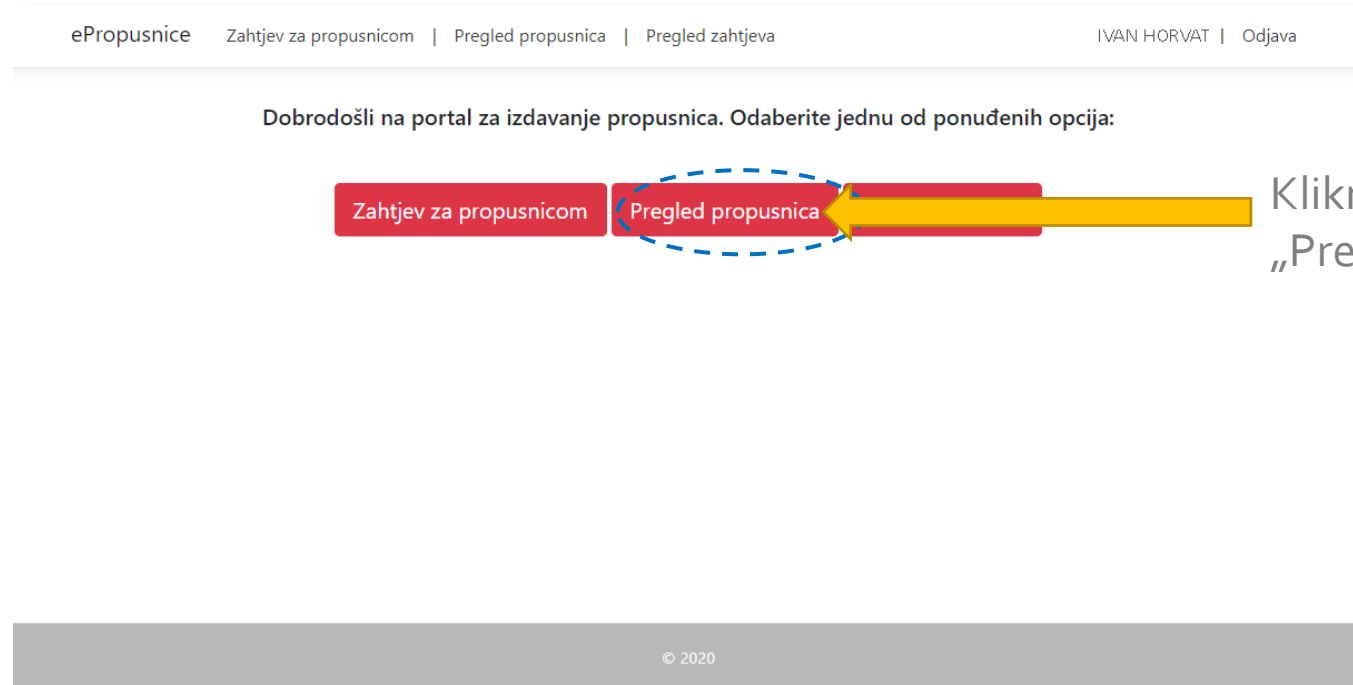 ePropusnice Zahtjev za propusnicom | Pregled propusnica | Pregled zahtjeva IVAN HORVAT | Odjava
Dobrodošli na portal za izdavanje propusnica. Odaberite jednu od ponuđenih opcija:
Zahtjev za propusnicom Pregled propusnica
© 2020